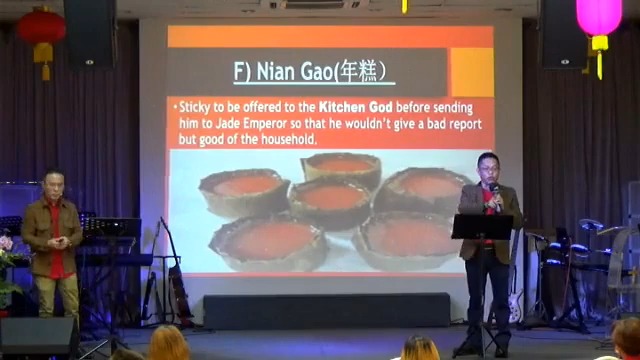 F) Nian Gao(年糕)
• Sticky to be offered to the Kitchen God before sending
him to Jade Emperor so that he wouldn't give a bad report
but good of the household.